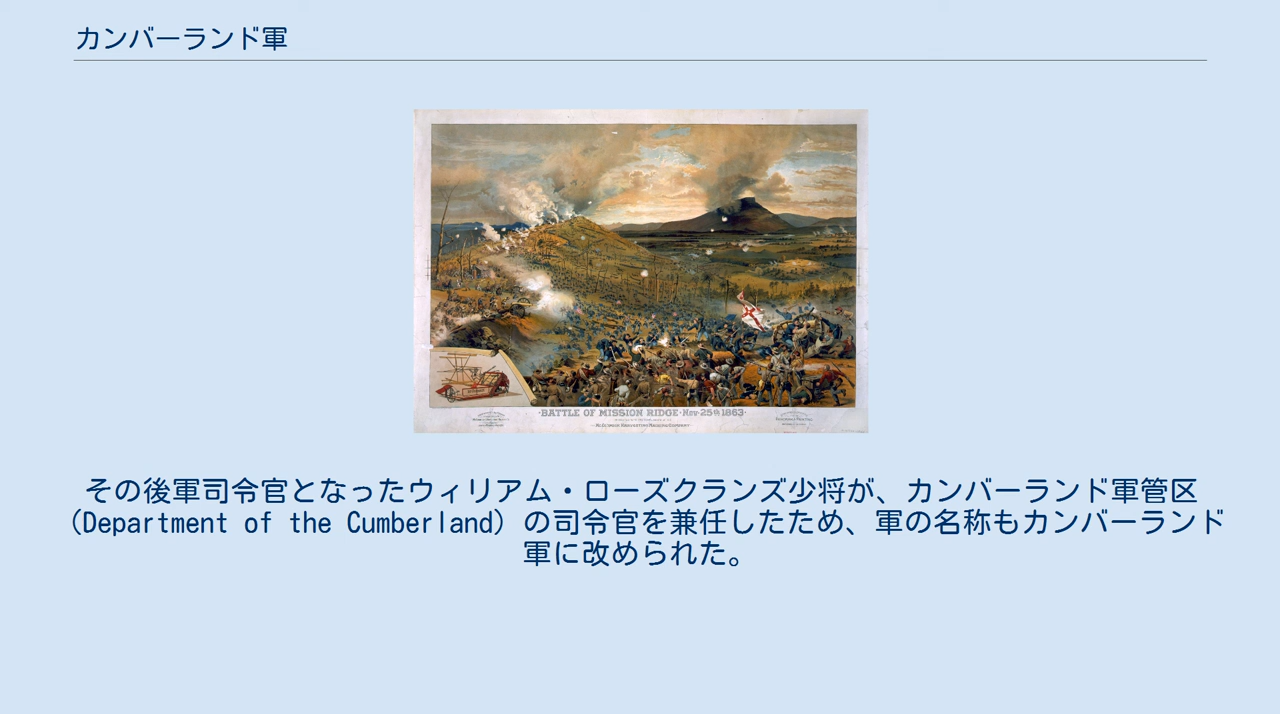 カンバーランド軍
·BATTLE OF MISSION RIDGE·Nov·25th 1863·
その後軍司令官となったウィリアム・ローズクランズ少将が、カンバーランド軍管区
(Department of the Cumberland) の司令官を兼任したため、軍の名称もカンバーランド
軍に改められた。